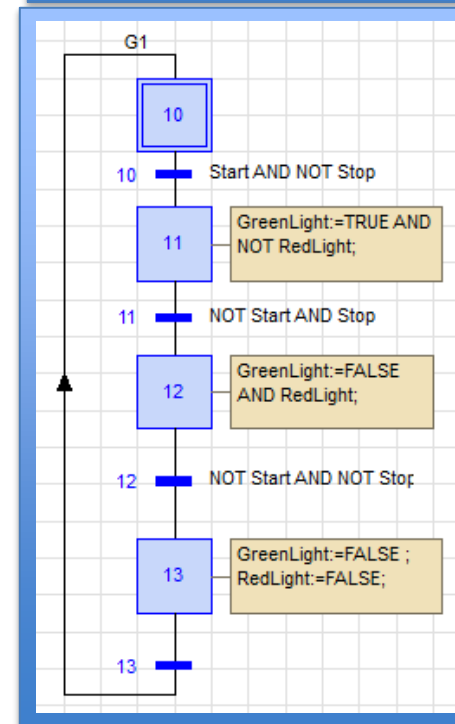 G1
10
10 Start AND NOT Stop
11
GreenLight:=TRUE AND
NOT RedLight;
11 NOT Start AND Stop
12
GreenLight:=FALSE
AND RedLight;
12 NOT Start AND NOT Stop
13
GreenLight:=FALSE ;
RedLight:=FALSE;
13